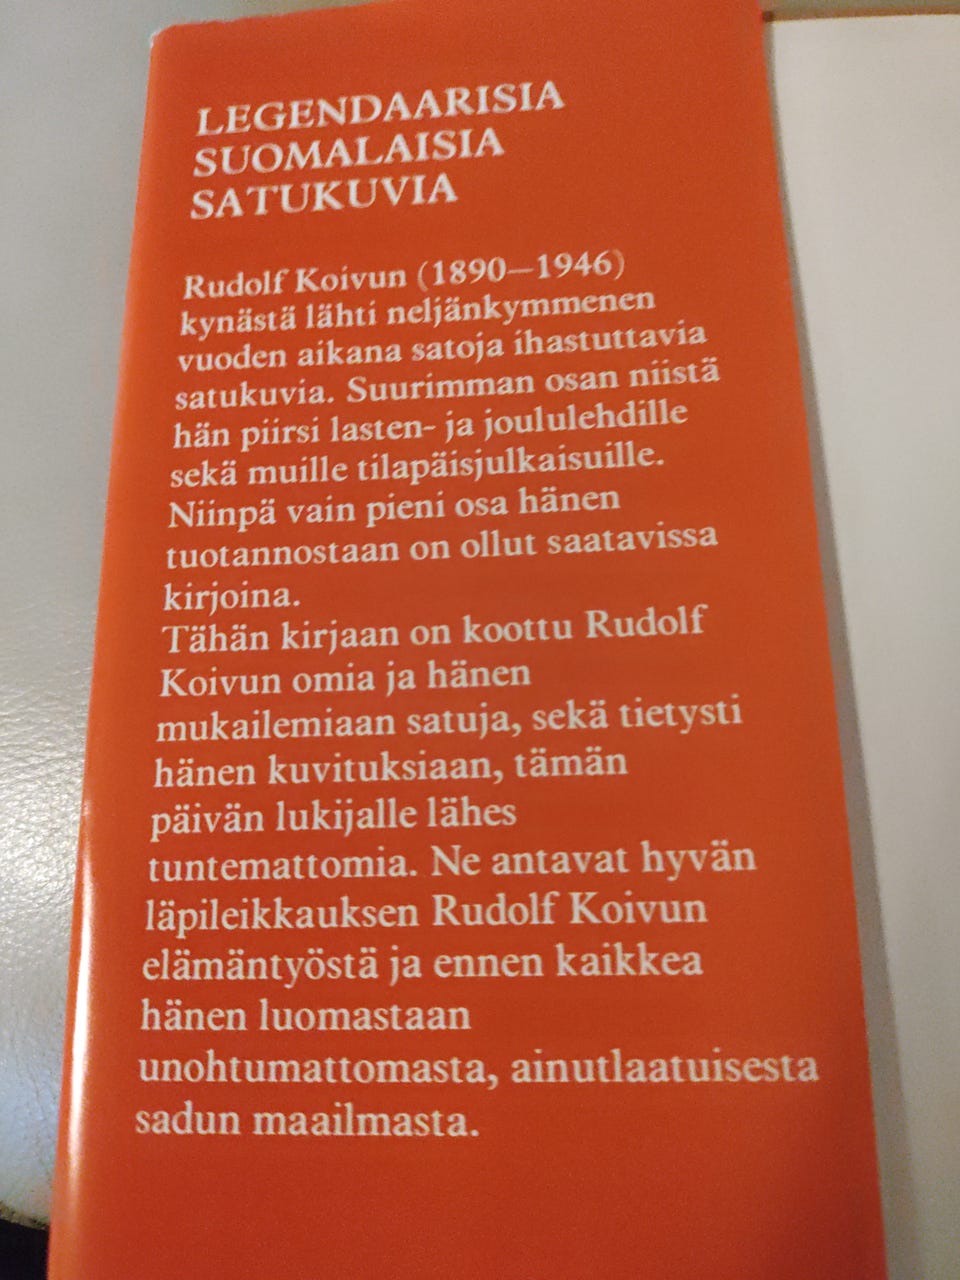 LEGENDAARISIA
SUOMALAISIA
SATUKUVIA
Rudolf Koivun (1890–1946)
kynästä lähti neljänkymmenen
vuoden aikana satoja ihastuttavia
satukuvia. Suurimman osan niistä
hän piirsi lasten- ja joululehdille
sekä muille tilapäisjulkaisuille.
Niinpä vain pieni osa hänen
tuotannostaan on ollut saatavissa
kirjoina.
Tähän kirjaan on koottu Rudolf
Koivun omia ja hänen
mukailemiaan satuja, sekä tietysti
hänen kuvituksiaan, tämän
päivän lukijalle lähes
tuntemattomia. Ne antavat hyvän
läpileikkauksen Rudolf Koivun
elämäntyöstä ja ennen kaikkea
hänen luomastaan
unohtumattomasta, ainutlaatuisesta
sadun maailmasta.